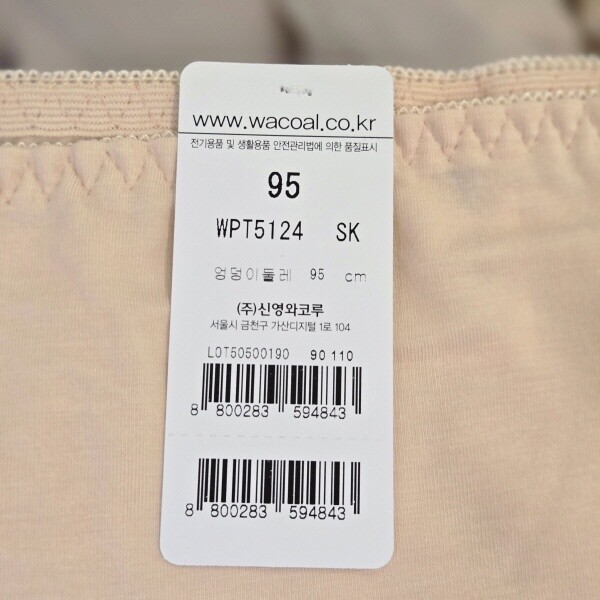 www.wacoal.co.kr
전기용품 및 생활용품 안전관리법에 의한 품질표시
95
WPT5124 SK
엉덩이둘레 95 cm
(주)신영와코루
서울시 금천구 가산디지털 1로 104
LOT50500190 90 110
8 800283 594843
8 800283 594843